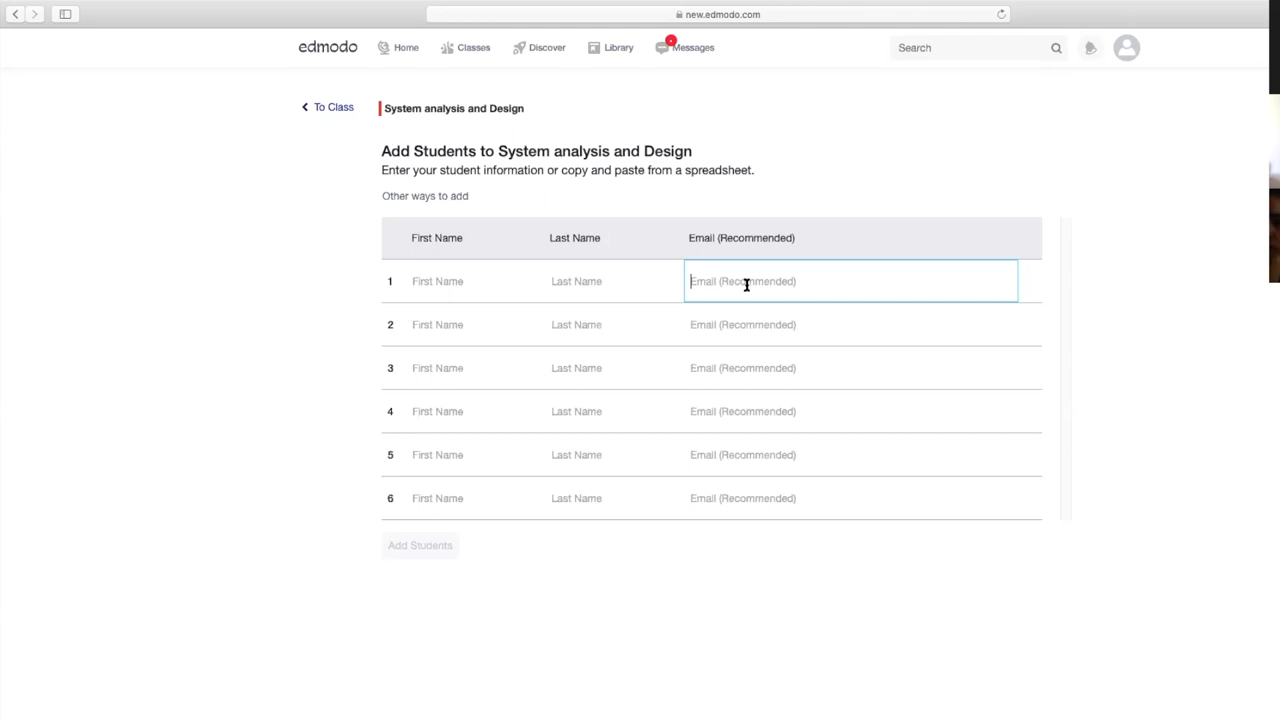 new.edmodo.com
edmodo Home Classes Discover Library Messages Search
To Class System analysis and Design
Add Students to System analysis and Design
Enter your student information or copy and paste from a spreadsheet.
Other ways to add
First Name Last Name Email (Recommended)
1 First Name Last Name Email (Recommended)
2 First Name Last Name Email (Recommended)
3 First Name Last Name Email (Recommended)
4 First Name Last Name Email (Recommended)
5 First Name Last Name Email (Recommended)
6 First Name Last Name Email (Recommended)
Add Students